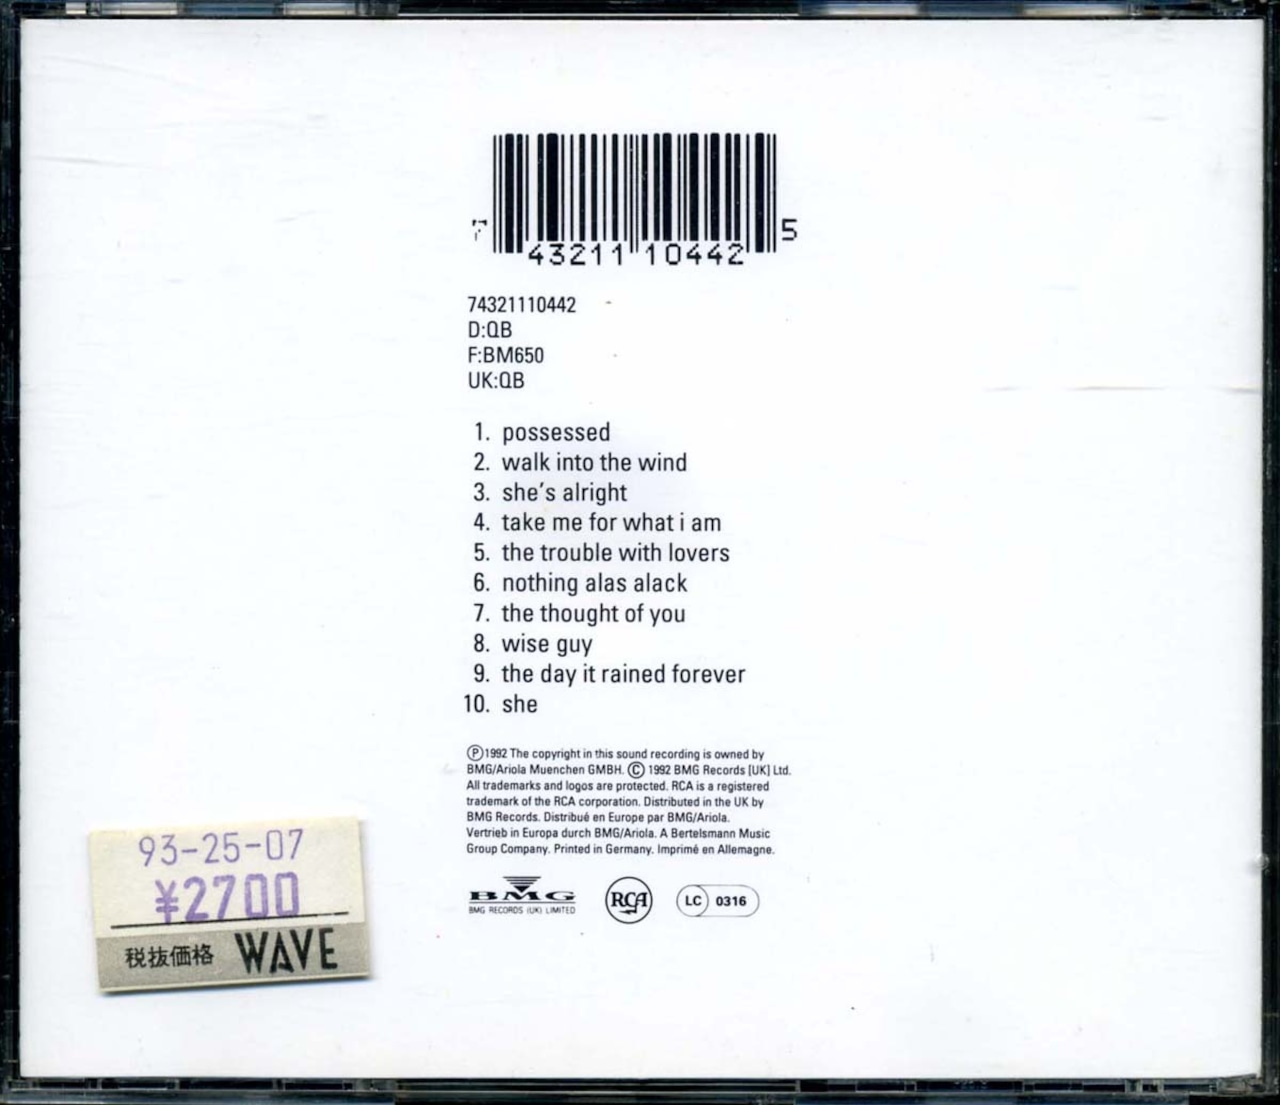 7 43211 10442 5
74321110442
D:QB
F:BM650
UK:QB
1. possessed
2. walk into the wind
3. she's alright
4. take me for what i am
5. the trouble with lovers
6. nothing alas alack
7. the thought of you
8. wise guy
9. the day it rained forever
10. she
Ⓟ1992 The copyright in this sound recording is owned by
BMG/Ariola Muenchen GMBH. © 1992 BMG Records [UK] Ltd.
All trademarks and logos are protected. RCA is a registered
trademark of the RCA corporation. Distributed in the UK by
BMG Records. Distribué en Europe par BMG/Ariola.
Vertrieb in Europa durch BMG/Ariola. A Bertelsmann Music
Group Company. Printed in Germany. Imprimé en Allemagne.
BMG
BMG RECORDS (UK) LIMITED
RCA
LC 0316
93-25-07
¥2700
税抜価格 WAVE